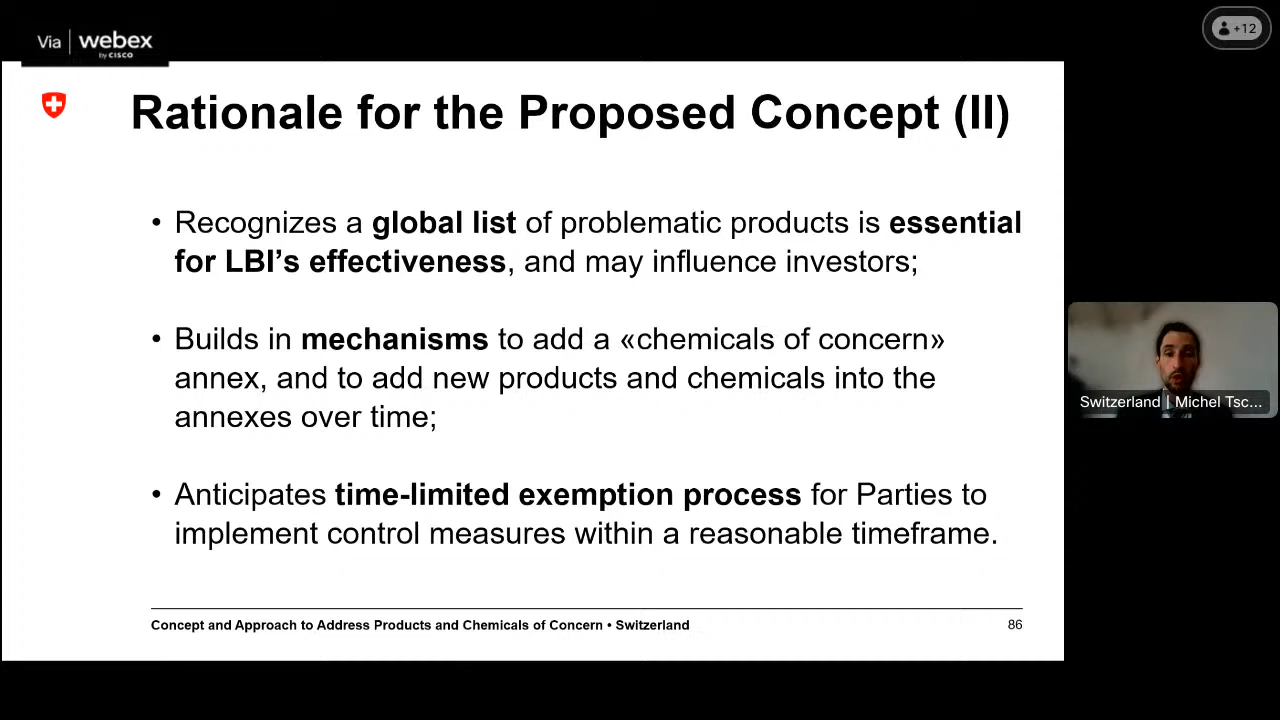 Via webex
by CISCO
+12
Rationale for the Proposed Concept (II)
• Recognizes a global list of problematic products is essential
for LBI’s effectiveness, and may influence investors;
• Builds in mechanisms to add a «chemicals of concern»
annex, and to add new products and chemicals into the
annexes over time;
• Anticipates time-limited exemption process for Parties to
implement control measures within a reasonable timeframe.
Switzerland | Michel Tsc...
Concept and Approach to Address Products and Chemicals of Concern • Switzerland
86